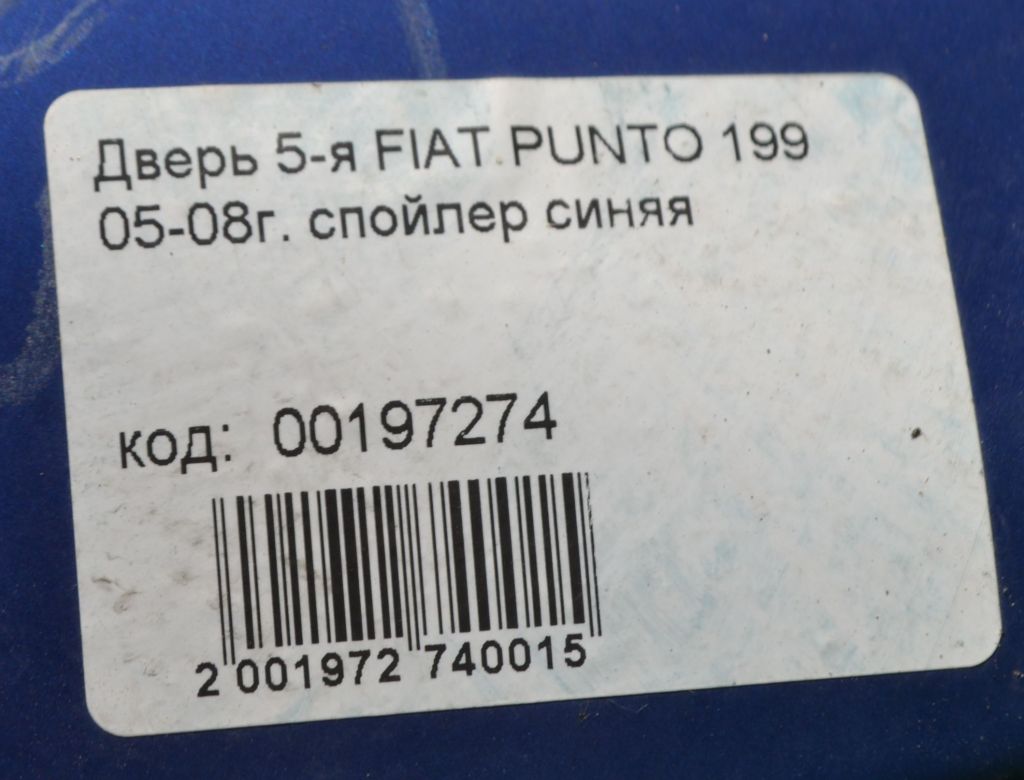 Дверь 5-я FIAT PUNTO 199
05-08г. спойлер синяя
код: 00197274
2 001972 740015